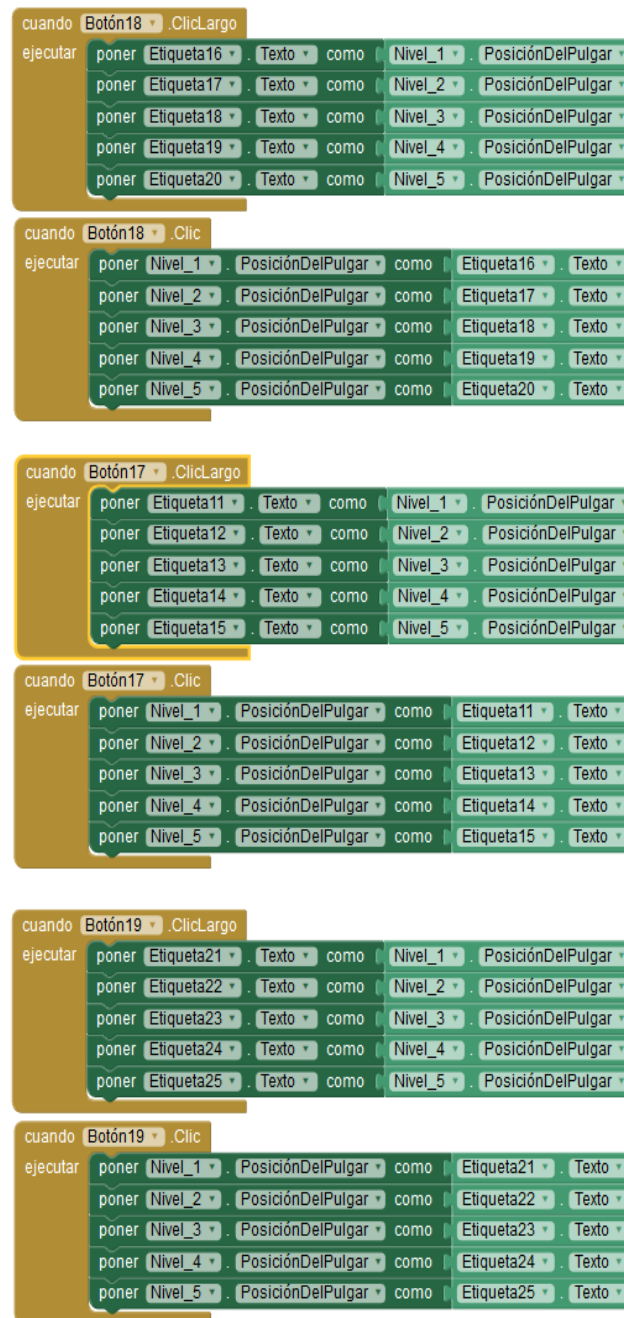 cuando Botón18 .ClicLargo
ejecutar poner Etiqueta16 . Texto como Nivel_1 . PosiciónDelPulgar
poner Etiqueta17 . Texto como Nivel_2 . PosiciónDelPulgar
poner Etiqueta18 . Texto como Nivel_3 . PosiciónDelPulgar
poner Etiqueta19 . Texto como Nivel_4 . PosiciónDelPulgar
poner Etiqueta20 . Texto como Nivel_5 . PosiciónDelPulgar
cuando Botón18 .Clic
ejecutar poner Nivel_1 . PosiciónDelPulgar como Etiqueta16 . Texto
poner Nivel_2 . PosiciónDelPulgar como Etiqueta17 . Texto
poner Nivel_3 . PosiciónDelPulgar como Etiqueta18 . Texto
poner Nivel_4 . PosiciónDelPulgar como Etiqueta19 . Texto
poner Nivel_5 . PosiciónDelPulgar como Etiqueta20 . Texto
cuando Botón17 .ClicLargo
ejecutar poner Etiqueta11 . Texto como Nivel_1 . PosiciónDelPulgar
poner Etiqueta12 . Texto como Nivel_2 . PosiciónDelPulgar
poner Etiqueta13 . Texto como Nivel_3 . PosiciónDelPulgar
poner Etiqueta14 . Texto como Nivel_4 . PosiciónDelPulgar
poner Etiqueta15 . Texto como Nivel_5 . PosiciónDelPulgar
cuando Botón17 .Clic
ejecutar poner Nivel_1 . PosiciónDelPulgar como Etiqueta11 . Texto
poner Nivel_2 . PosiciónDelPulgar como Etiqueta12 . Texto
poner Nivel_3 . PosiciónDelPulgar como Etiqueta13 . Texto
poner Nivel_4 . PosiciónDelPulgar como Etiqueta14 . Texto
poner Nivel_5 . PosiciónDelPulgar como Etiqueta15 . Texto
cuando Botón19 .ClicLargo
ejecutar poner Etiqueta21 . Texto como Nivel_1 . PosiciónDelPulgar
poner Etiqueta22 . Texto como Nivel_2 . PosiciónDelPulgar
poner Etiqueta23 . Texto como Nivel_3 . PosiciónDelPulgar
poner Etiqueta24 . Texto como Nivel_4 . PosiciónDelPulgar
poner Etiqueta25 . Texto como Nivel_5 . PosiciónDelPulgar
cuando Botón19 .Clic
ejecutar poner Nivel_1 . PosiciónDelPulgar como Etiqueta21 . Texto
poner Nivel_2 . PosiciónDelPulgar como Etiqueta22 . Texto
poner Nivel_3 . PosiciónDelPulgar como Etiqueta23 . Texto
poner Nivel_4 . PosiciónDelPulgar como Etiqueta24 . Texto
poner Nivel_5 . PosiciónDelPulgar como Etiqueta25 . Texto